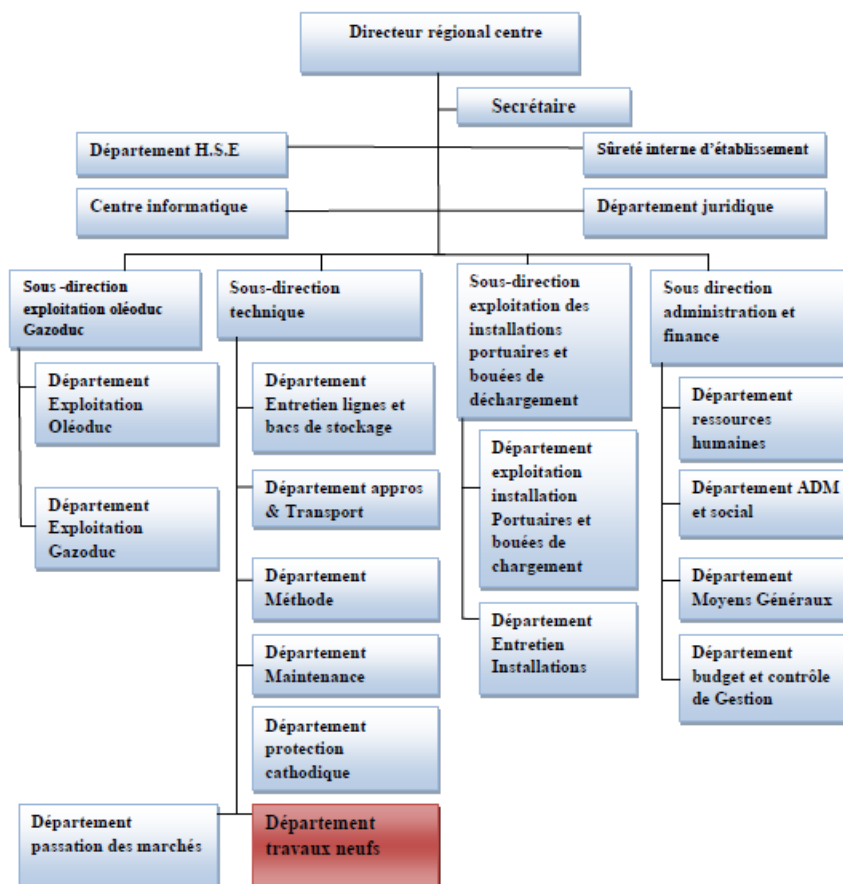 Directeur régional centre
Secrétaire
Département H.S.E
Sûreté interne d'établissement
Centre informatique
Département juridique
Sous -direction
exploitation oléoduc
Gazoduc
Département
Exploitation
Oléoduc
Département
Exploitation
Gazoduc
Sous-direction
technique
Département
Entretien lignes et
bacs de stockage
Département appros
& Transport
Département
Méthode
Département
Maintenance
Département
protection
cathodique
Département
passation des marchés
Département
travaux neufs
Sous-direction
exploitation des
installations
portuaires et
bouées de
déchargement
Département
exploitation
installation
Portuaires et
bouées de
chargement
Département
Entretien
Installations
Sous direction
administration et
finance
Département
ressources
humaines
Département ADM
et social
Département
Moyens Généraux
Département
budget et contrôle
de Gestion